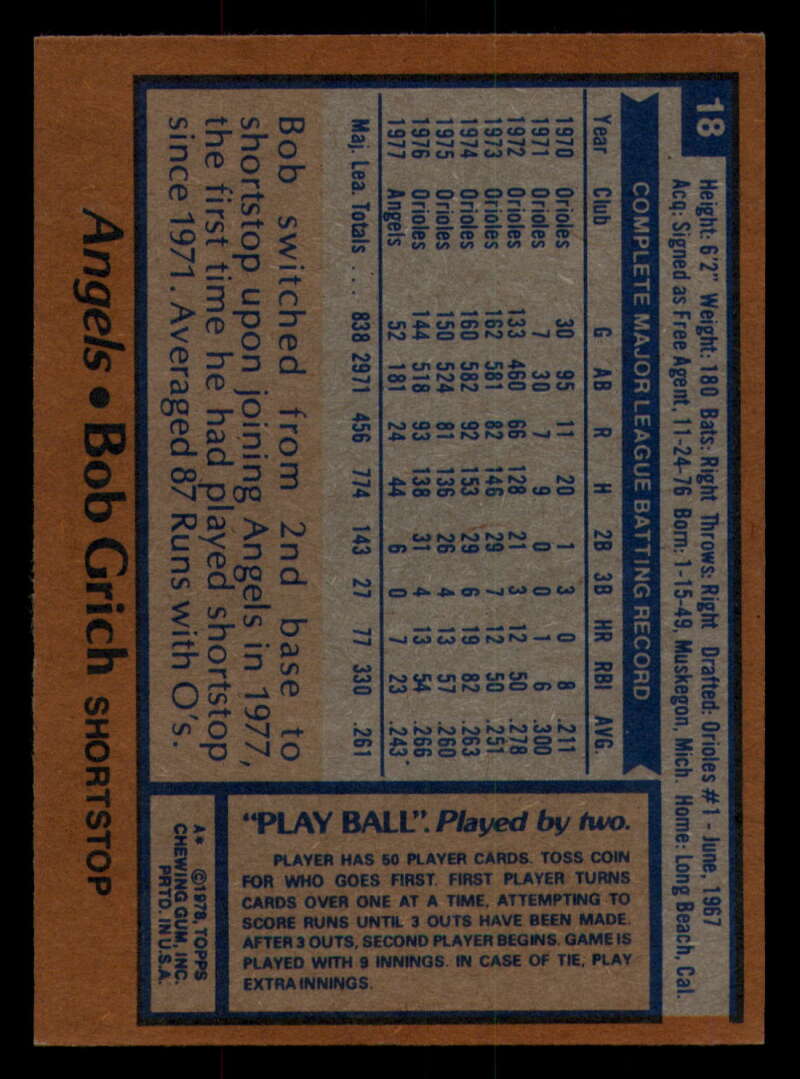 18
Height: 6'2" Weight: 180 Bats: Right Throws: Right Drafted: Orioles #1 - June, 1967
Acq: Signed as Free Agent, 11-24-76 Born: 1-15-49, Muskegon, Mich Home: Long Beach, Cal.
COMPLETE MAJOR LEAGUE BATTING RECORD
Year Club G AB R H 2B 3B HR RBI AVG.
1970 Orioles 30 95 11 20 1 3 0 8 .211
1971 Orioles 7 30 7 9 0 0 1 6 .300
1972 Orioles 133 460 66 128 21 3 12 50 .278
1973 Orioles 162 581 82 146 29 7 12 50 .251
1974 Orioles 160 582 92 153 29 6 19 82 .263
1975 Orioles 150 524 81 136 26 4 13 57 .260
1976 Orioles 144 518 93 138 31 4 13 54 .266
1977 Angels 52 181 24 44 6 0 7 23 .243
Maj. Lea. Totals .... 838 2971 456 774 143 27 77 330 .261
Bob switched from 2nd base to
shortstop upon joining Angels in 1977,
the first time he had played shortstop
since 1971. Averaged 87 Runs with O's.
"PLAY BALL". Played by two.
PLAYER HAS 50 PLAYER CARDS. TOSS COIN
FOR WHO GOES FIRST. FIRST PLAYER TURNS
CARDS OVER ONE AT A TIME, ATTEMPTING TO
SCORE RUNS UNTIL 3 OUTS HAVE BEEN MADE.
AFTER 3 OUTS, SECOND PLAYER BEGINS. GAME IS
PLAYED WITH 9 INNINGS. IN CASE OF TIE, PLAY
EXTRA INNINGS.
A* ©1978, TOPPS
CHEWING GUM, INC.
PRTD. IN U.S.A.
Angels • Bob Grich SHORTSTOP